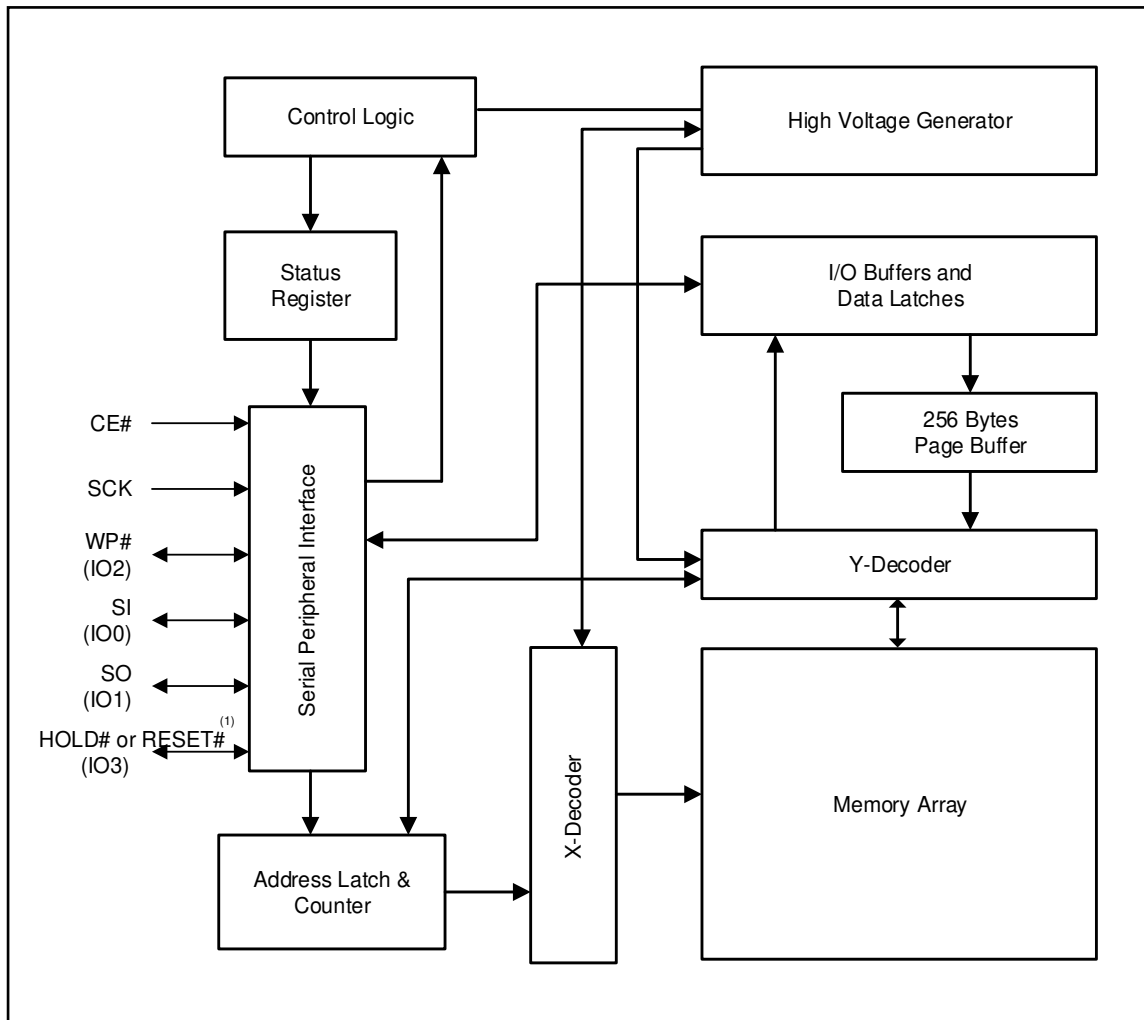 Control Logic
High Voltage Generator
Status
Register
I/O Buffers and
Data Latches
256 Bytes
Page Buffer
Y-Decoder
CE#
SCK
WP#
(IO2)
SI
(IO0)
SO
(IO1)
HOLD# or RESET#(1)
(IO3)
Serial Peripheral Interface
X-Decoder
Memory Array
Address Latch &
Counter